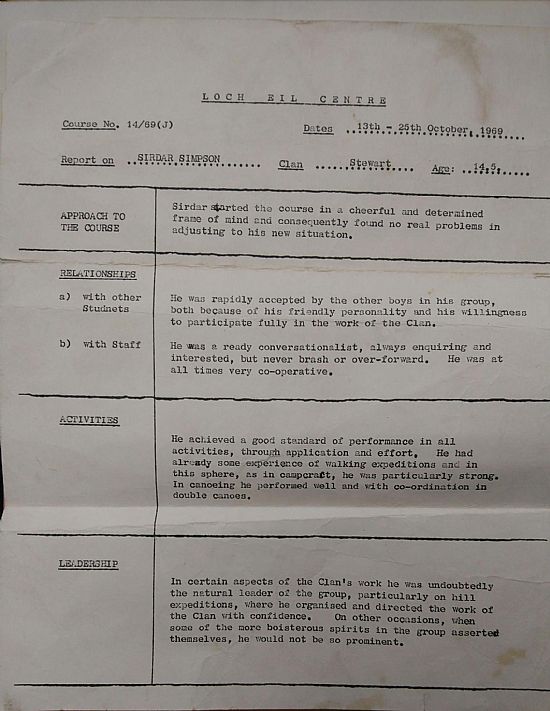 LOCH EIL CENTRE
Course No. 14/69(J)
Dates ..13th - 25th October, 1969....
Report on ..SIRDAR SIMPSON.......
Clan .....Stewart.......
Age: ..14.5......
APPROACH TO
THE COURSE
Sirdar started the course in a cheerful and determined
frame of mind and consequently found no real problems in
adjusting to his new situation.
RELATIONSHIPS
a) with other
Studnets
He was rapidly accepted by the other boys in his group,
both because of his friendly personality and his willingness
to participate fully in the work of the Clan.
b) with Staff
He was a ready conversationalist, always enquiring and
interested, but never brash or over-forward. He was at
all times very co-operative.
ACTIVITIES
He achieved a good standard of performance in all
activities, through application and effort. He had
already some experience of walking expeditions and in
this sphere, as in campcraft, he was particularly strong.
In canoeing he performed well and with co-ordination in
double canoes.
LEADERSHIP
In certain aspects of the Clan's work he was undoubtedly
the natural leader of the group, particularly on hill
expeditions, where he organised and directed the work of
the Clan with confidence. On other occasions, when
some of the more boisterous spirits in the group asserted
themselves, he would not be so prominent.